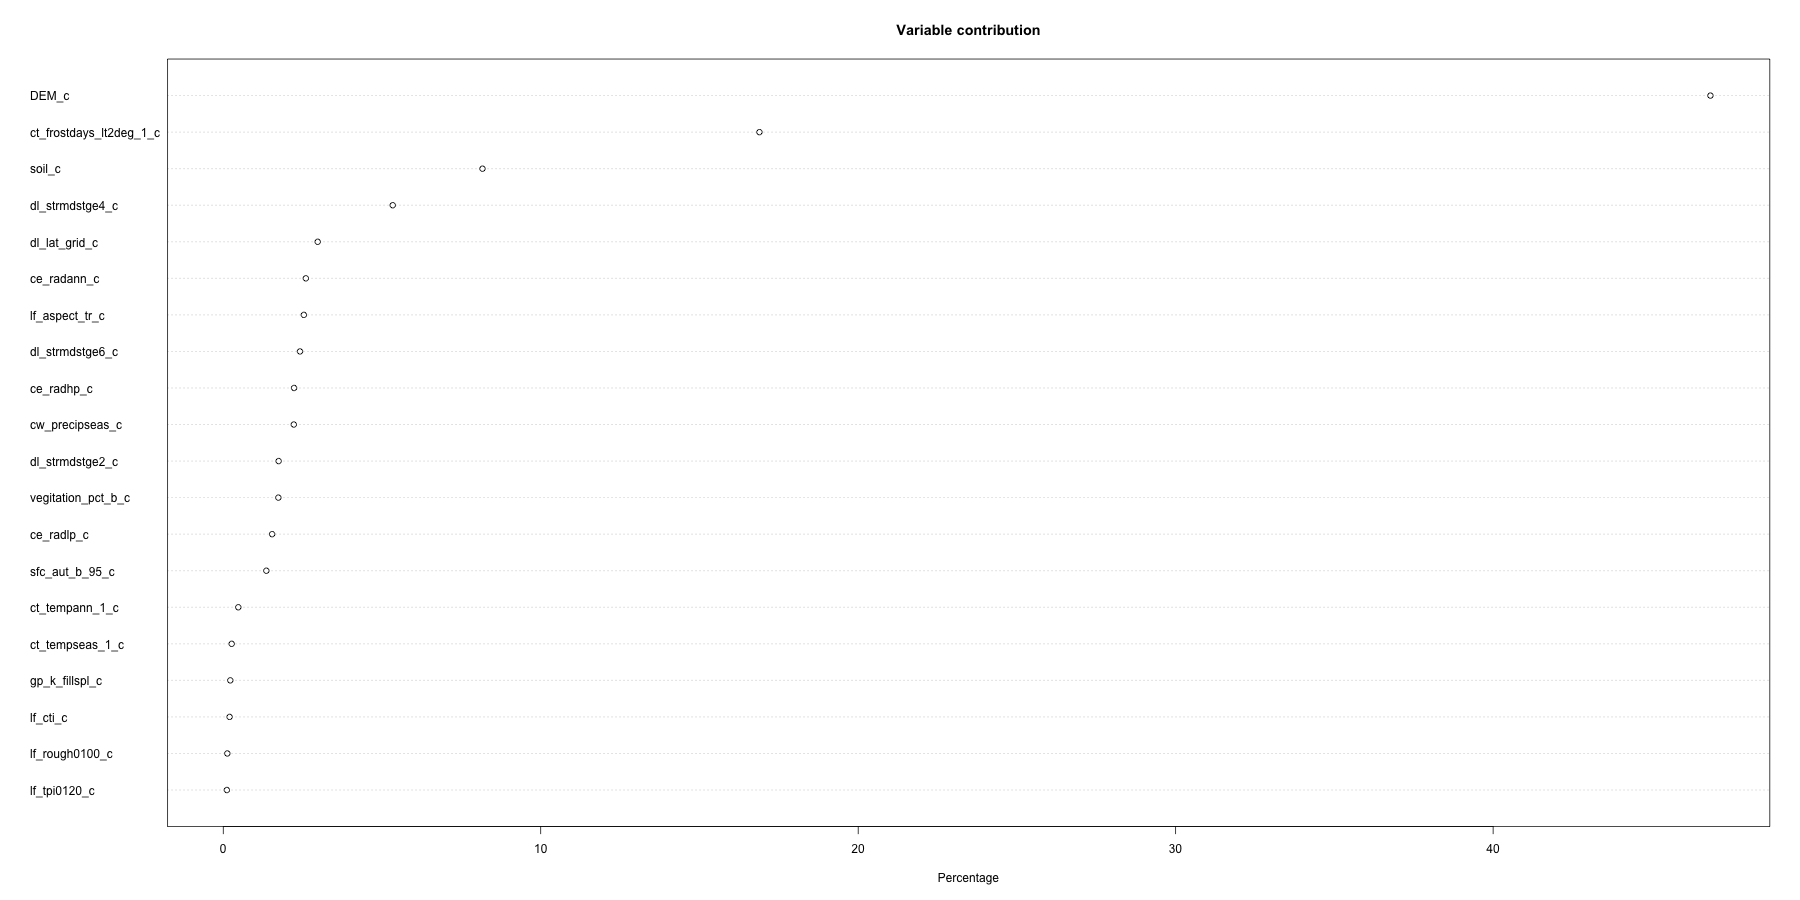 Variable contribution
DEM_c
ct_frostdays_lt2deg_1_c
soil_c
dl_strmdstge4_c
dl_lat_grid_c
ce_radann_c
lf_aspect_tr_c
dl_strmdstge6_c
ce_radhp_c
cw_precipseas_c
dl_strmdstge2_c
vegitation_pct_b_c
ce_radlp_c
sfc_aut_b_95_c
ct_tempann_1_c
ct_tempseas_1_c
gp_k_fillspl_c
lf_cti_c
lf_rough0100_c
lf_tpi0120_c
0 10 20 30 40
Percentage